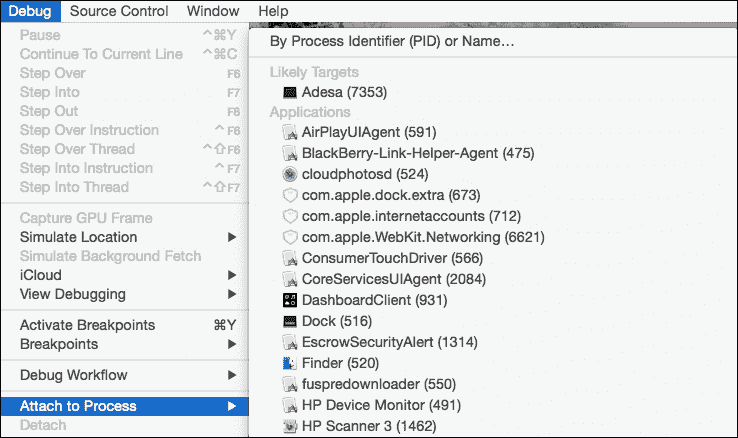 Debug Source Control Window Help
Pause ^⌘Y
Continue To Current Line ^⌘C
Step Over F6
Step Into F7
Step Out F8
Step Over Instruction ^ F6
Step Over Thread ^⇧F6
Step Into Instruction ^ F7
Step Into Thread ^⇧F7
Capture GPU Frame
Simulate Location
Simulate Background Fetch
iCloud
View Debugging
Activate Breakpoints ⌘Y
Breakpoints
Debug Workflow
Attach to Process
Detach
By Process Identifier (PID) or Name…
Likely Targets
Adesa (7353)
Applications
AirPlayUIAgent (591)
BlackBerry-Link-Helper-Agent (475)
cloudphotosd (524)
com.apple.dock.extra (673)
com.apple.internetaccounts (712)
com.apple.WebKit.Networking (6621)
ConsumerTouchDriver (566)
CoreServicesUIAgent (2084)
DashboardClient (931)
Dock (516)
EscrowSecurityAlert (1314)
Finder (520)
fuspredownloader (550)
HP Device Monitor (491)
HP Scanner 3 (1462)